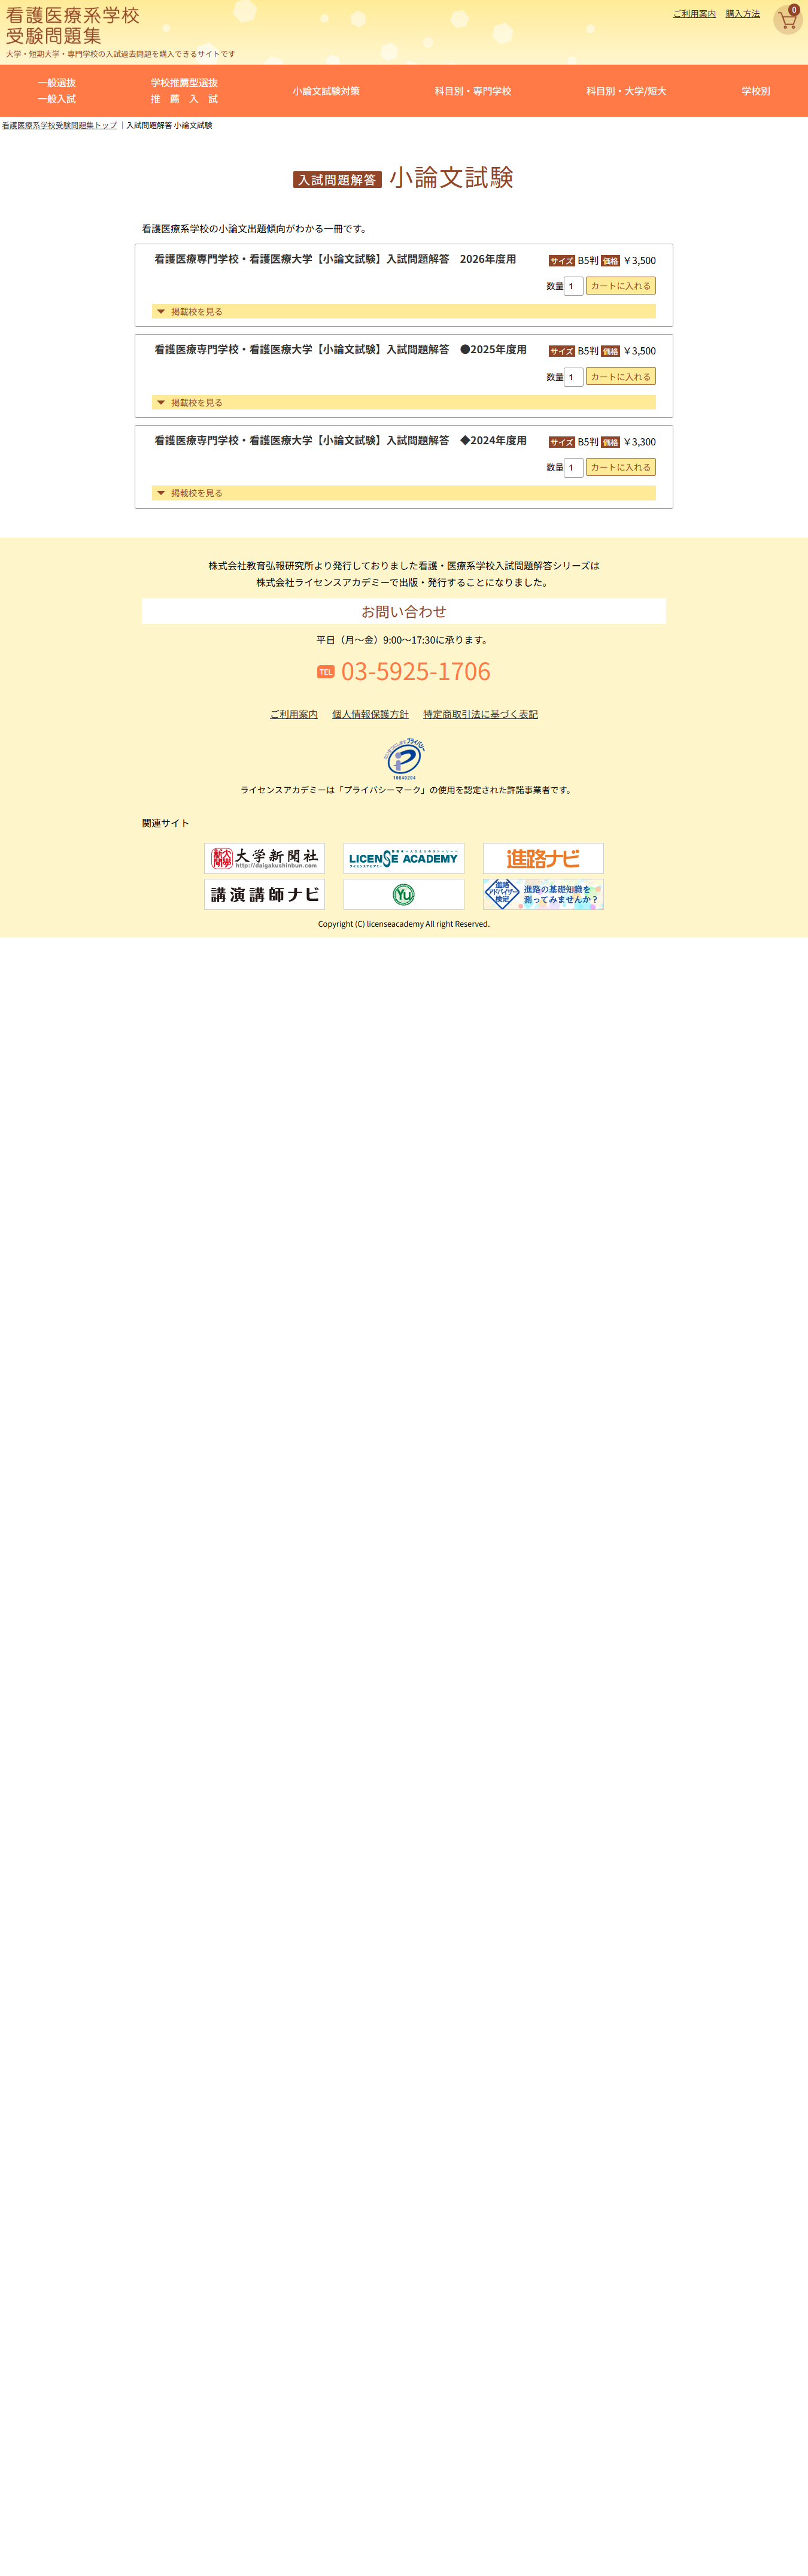 看護医療系学校
受験問題集
大学・短期大学・専門学校の入試過去問題を購入できるサイトです
ご利用案内 購入方法
0
一般選抜
一般入試
学校推薦型選抜
推 薦 入 試
小論文試験対策
科目別・専門学校
科目別・大学/短大
学校別
看護医療系学校受験問題集トップ ｜入試問題解答 小論文試験
入試問題解答 小論文試験
看護医療系学校の小論文出題傾向がわかる一冊です。
看護医療専門学校・看護医療大学【小論文試験】入試問題解答 2026年度用
サイズ B5判 価格 ￥3,500
数量 1 カートに入れる
掲載校を見る
看護医療専門学校・看護医療大学【小論文試験】入試問題解答 ●2025年度用
サイズ B5判 価格 ￥3,500
数量 1 カートに入れる
掲載校を見る
看護医療専門学校・看護医療大学【小論文試験】入試問題解答 ◆2024年度用
サイズ B5判 価格 ￥3,300
数量 1 カートに入れる
掲載校を見る
株式会社教育弘報研究所より発行しておりました看護・医療系学校入試問題解答シリーズは
株式会社ライセンスアカデミーで出版・発行することになりました。
お問い合わせ
平日（月～金）9:00～17:30に承ります。
TEL 03-5925-1706
ご利用案内 個人情報保護方針 特定商取引法に基づく表記
プライバシー
18840204
ライセンスアカデミーは「プライバシーマーク」の使用を認定された許諾事業者です。
関連サイト
大学新聞社
http://daigakushinbun.com
LICENSE ACADEMY
ライセンスアカデミー
進路ナビ
講演講師ナビ
Yu
進路
アドバイザー
検定
進路の基礎知識を
測ってみませんか？
Copyright (C) licenseacademy All right Reserved.